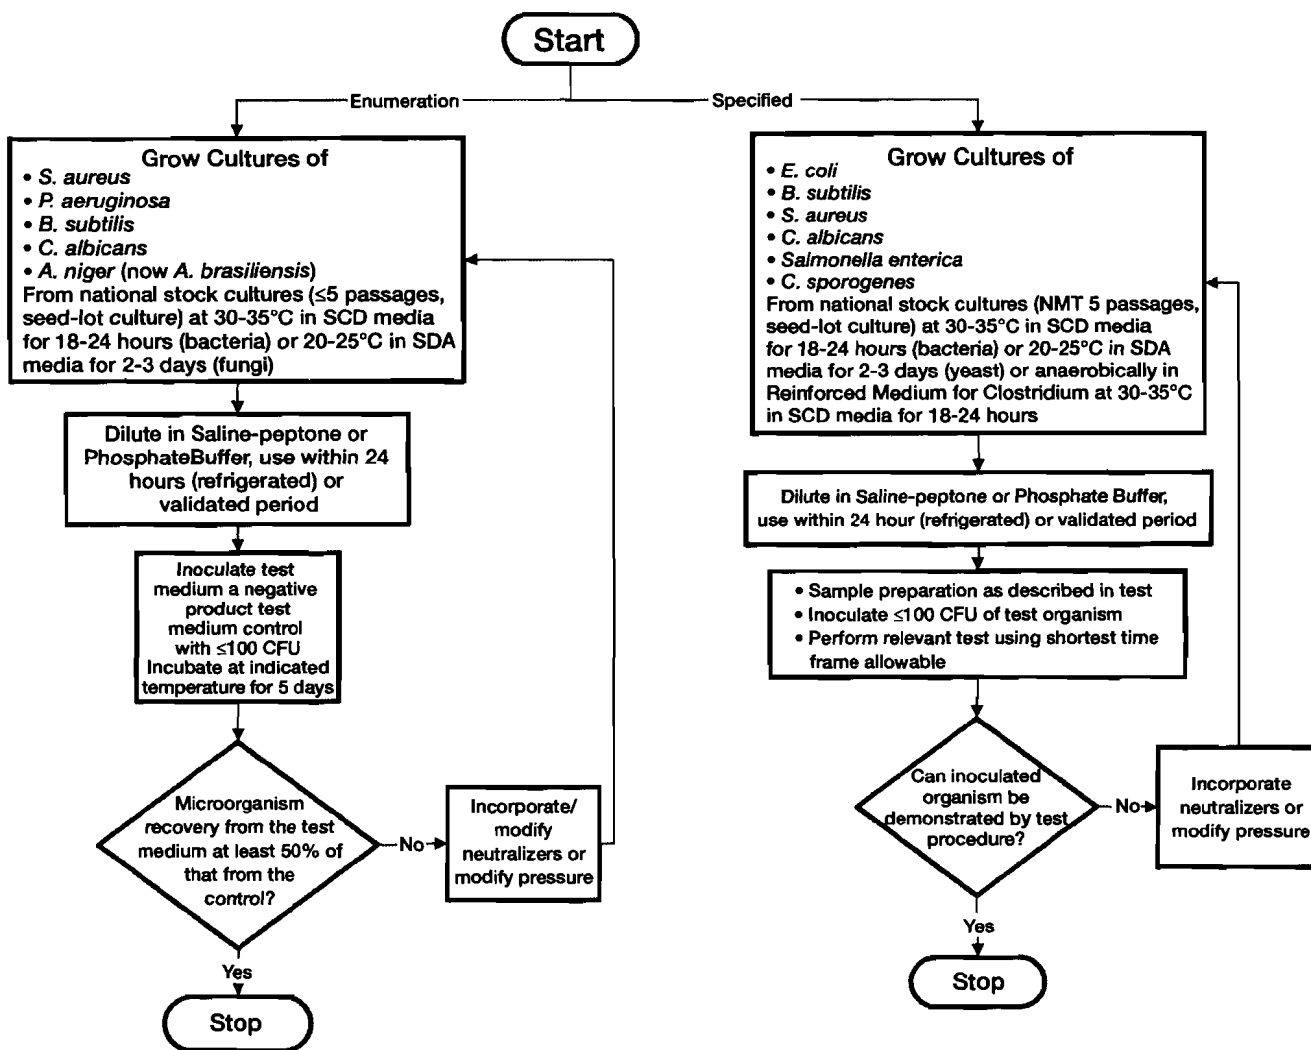 Start
Enumeration
Specified
Grow Cultures of
• S. aureus
• P. aeruginosa
• B. subtilis
• C. albicans
• A. niger (now A. brasiliensis)
From national stock cultures (≤5 passages,
seed-lot culture) at 30-35°C in SCD media
for 18-24 hours (bacteria) or 20-25°C in SDA
media for 2-3 days (fungi)
Dilute in Saline-peptone or
PhosphateBuffer, use within 24
hours (refrigerated) or
validated period
Inoculate test
medium a negative
product test
medium control
with ≤100 CFU
Incubate at indicated
temperature for 5 days
Microorganism
recovery from the test
medium at least 50% of
that from the
control?
No
Incorporate/
modify
neutralizers or
modify pressure
Yes
Stop
Grow Cultures of
• E. coli
• B. subtilis
• S. aureus
• C. albicans
• Salmonella enterica
• C. sporogenes
From national stock cultures (NMT 5 passages,
seed-lot culture) at 30-35°C in SCD media
for 18-24 hours (bacteria) or 20-25°C in SDA
media for 2-3 days (yeast) or anaerobically in
Reinforced Medium for Clostridium at 30-35°C
in SCD media for 18-24 hours
Dilute in Saline-peptone or Phosphate Buffer,
use within 24 hour (refrigerated) or validated period
• Sample preparation as described in test
• Inoculate ≤100 CFU of test organism
• Perform relevant test using shortest time
frame allowable
Can inoculated
organism be
demonstrated by test
procedure?
No
Incorporate
neutralizers or
modify pressure
Yes
Stop